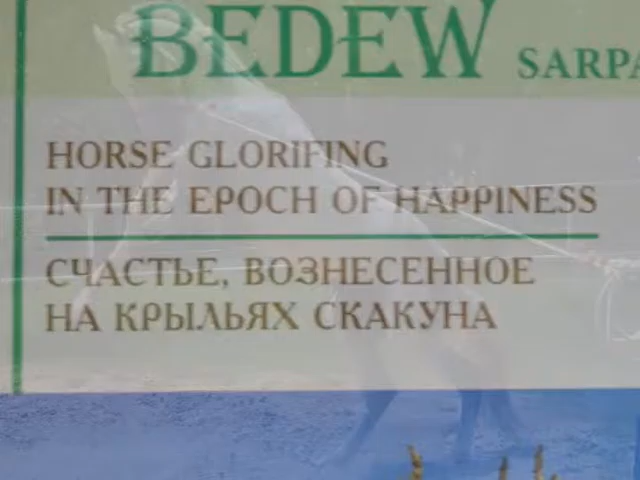 BEDEW SARPA
HORSE GLORIFING
IN THE EPOCH OF HAPPINESS
СЧАСТЬЕ, ВОЗНЕСЕННОЕ
НА КРЫЛЬЯХ СКАКУНА